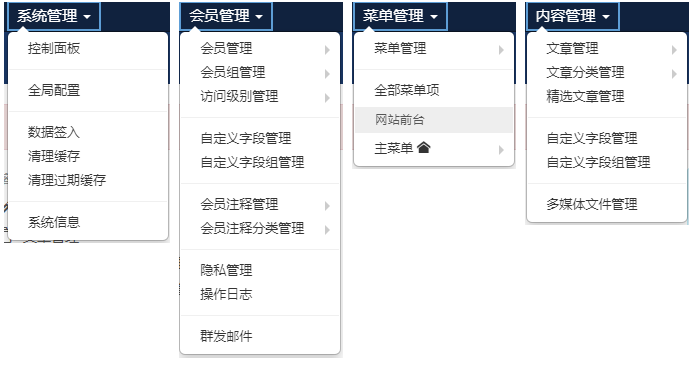 系统管理
控制面板
全局配置
数据签入
清理缓存
清理过期缓存
系统信息
会员管理
会员管理
会员组管理
访问级别管理
自定义字段管理
自定义字段组管理
会员注释管理
会员注释分类管理
隐私管理
操作日志
群发邮件
菜单管理
菜单管理
全部菜单项
网站前台
主菜单
内容管理
文章管理
文章分类管理
精选文章管理
自定义字段管理
自定义字段组管理
多媒体文件管理